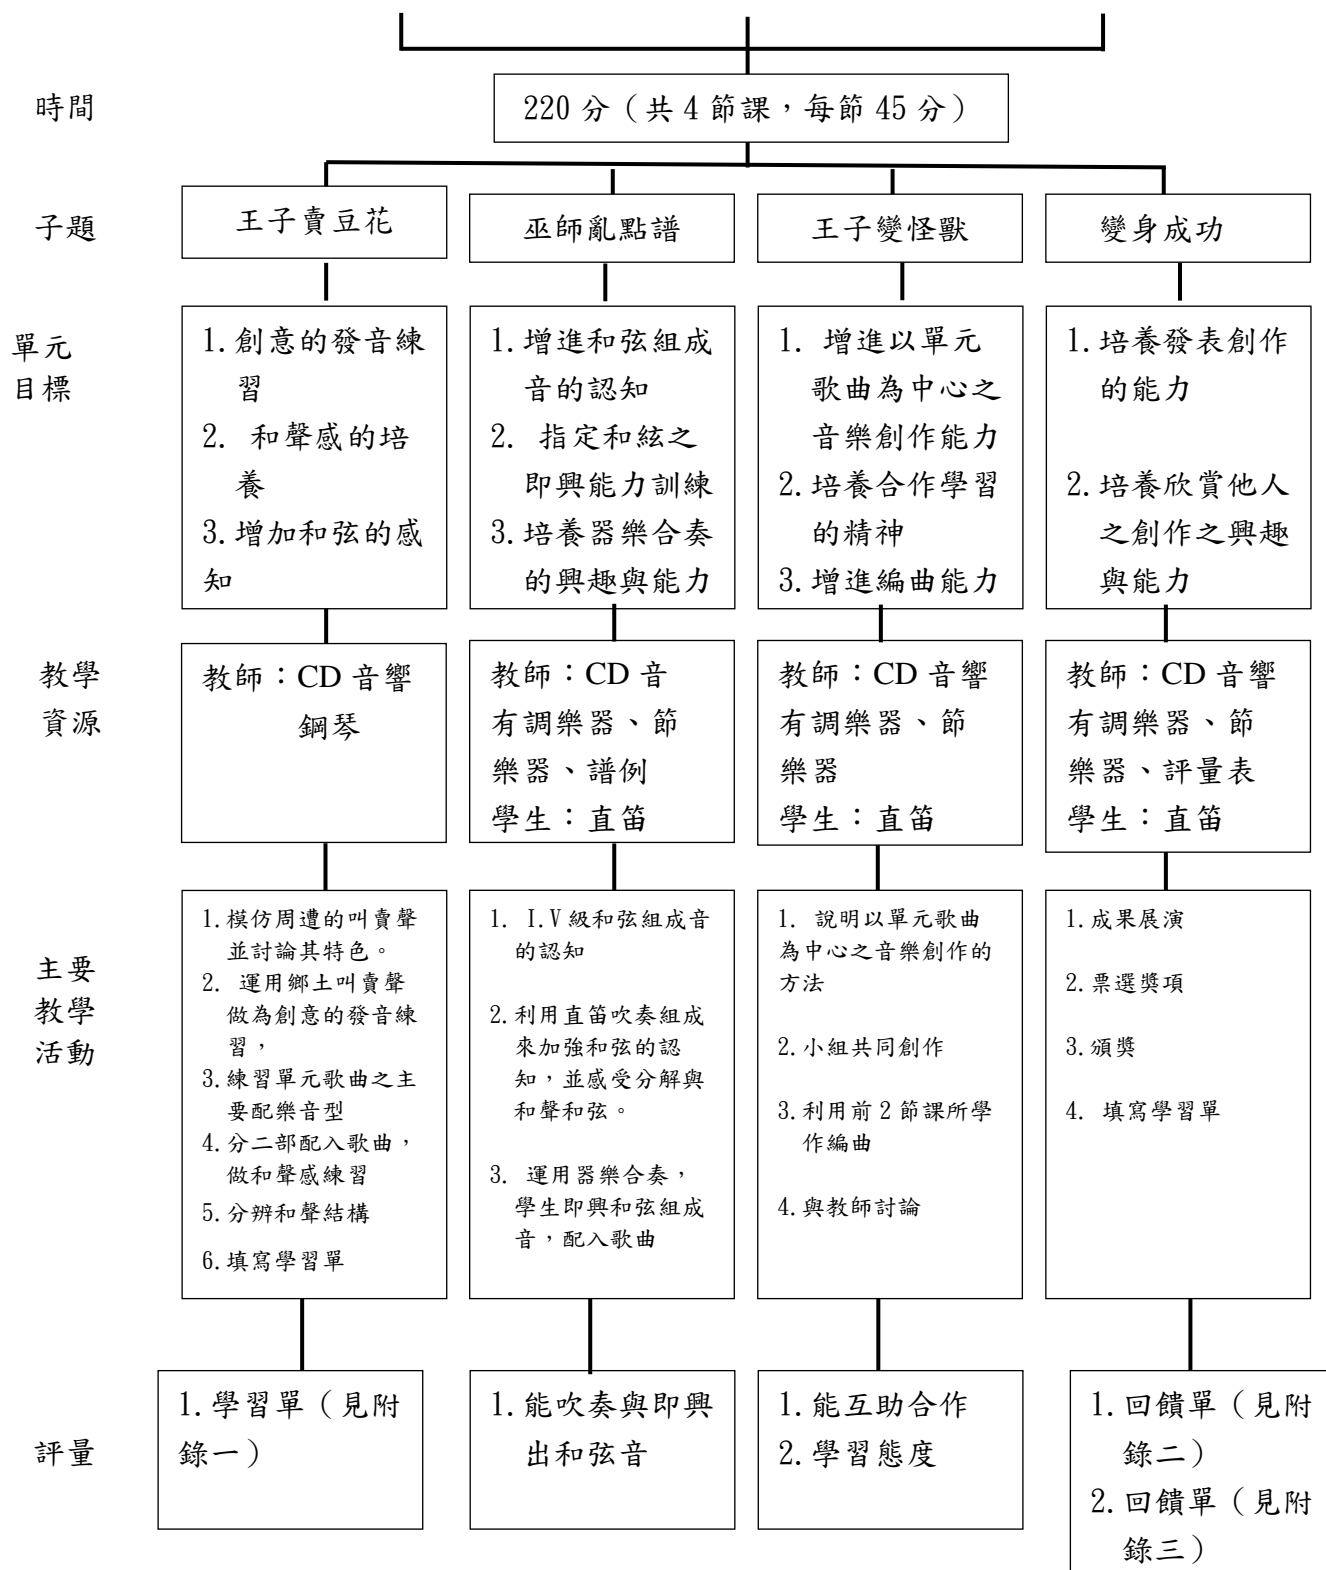 時間
220 分（共 4 節課，每節 45 分）
子題
王子賣豆花
巫師亂點譜
王子變怪獸
變身成功
單元
目標
1.創意的發音練
習
2. 和聲感的培
養
3.增加和弦的感
知
1.增進和弦組成
音的認知
2. 指定和絃之
即興能力訓練
3.培養器樂合奏
的興趣與能力
1. 增進以單元
歌曲為中心之
音樂創作能力
2.培養合作學習
的精神
3.增進編曲能力
1.培養發表創作
的能力
2.培養欣賞他人
之創作之興趣
與能力
教學
資源
教師：CD 音響
鋼琴
教師：CD 音
有調樂器、節
樂器、譜例
學生：直笛
教師：CD 音響
有調樂器、節
樂器
學生：直笛
教師：CD 音響
有調樂器、節
樂器、評量表
學生：直笛
主要
教學
活動
1.模仿周遭的叫賣聲
並討論其特色。
2. 運用鄉土叫賣聲
做為創意的發音練
習，
3.練習單元歌曲之主
要配樂音型
4.分二部配入歌曲，
做和聲感練習
5.分辨和聲結構
6.填寫學習單
1. I.V 級和弦組成音
的認知
2.利用直笛吹奏組成
來加強和弦的認
知，並感受分解與
和聲和弦。
3. 運用器樂合奏，
學生即興和弦組成
音，配入歌曲
1. 說明以單元歌曲
為中心之音樂創作的
方法
2.小組共同創作
3.利用前 2 節課所學
作編曲
4.與教師討論
1.成果展演
2.票選獎項
3.頒獎
4. 填寫學習單
評量
1.學習單（見附
錄一）
1.能吹奏與即興
出和弦音
1.能互助合作
2.學習態度
1.回饋單（見附
錄二）
2.回饋單（見附
錄三）